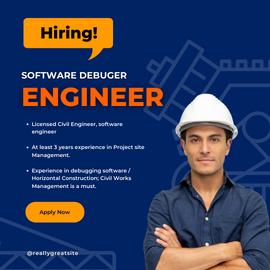 Hiring!
SOFTWARE DEBUGER
ENGINEER
• Licensed Civil Engineer, software
engineer
• At least 3 years experience in Project site
Management.
• Experience in debugging software /
Horizontal Construction; Civil Works
Management is a must.
Apply Now
@reallygreatsite